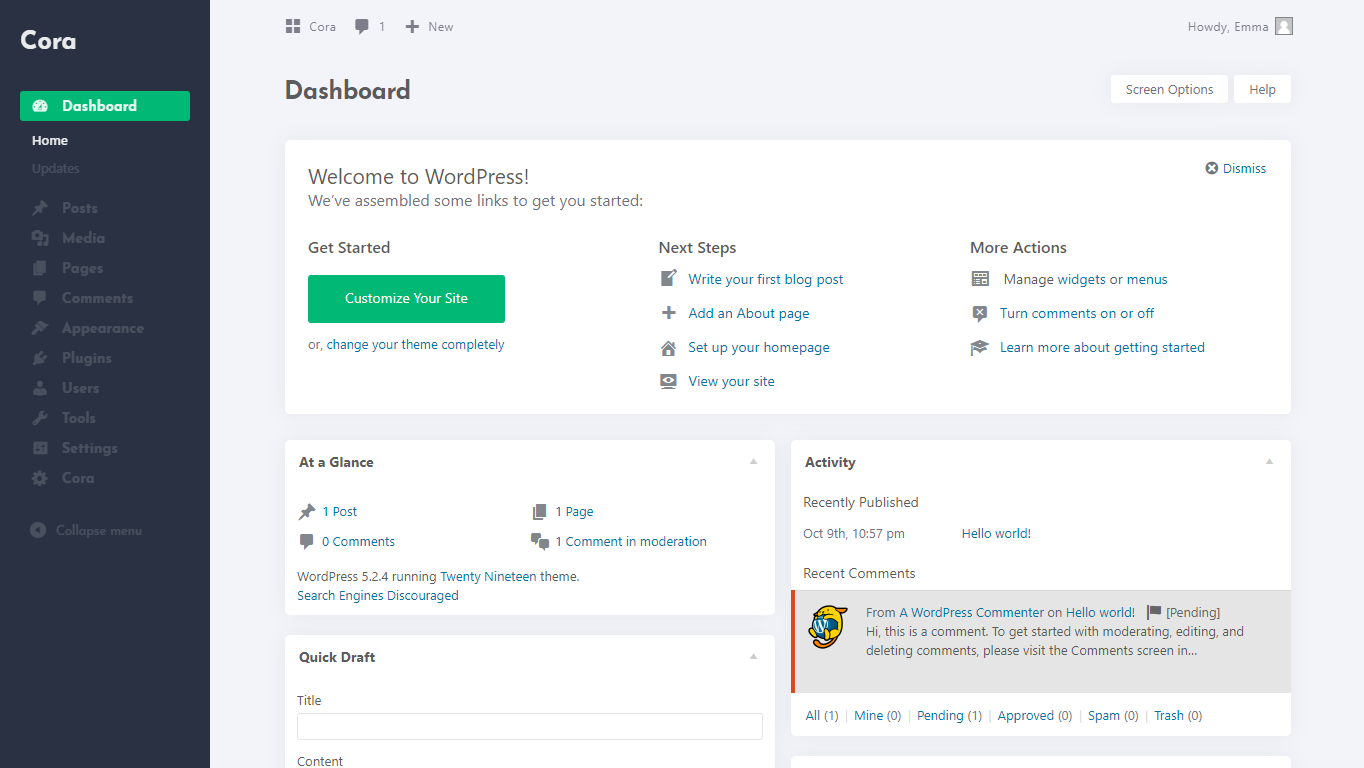 Cora
Dashboard
Home
Updates
Posts
Media
Pages
Comments
Appearance
Plugins
Users
Tools
Settings
Cora
Collapse menu
Cora 1 New
Howdy, Emma
Dashboard
Screen Options Help
Welcome to WordPress!
Dismiss
We've assembled some links to get you started:
Get Started
Customize Your Site
or, change your theme completely
Next Steps
Write your first blog post
Add an About page
Set up your homepage
View your site
More Actions
Manage widgets or menus
Turn comments on or off
Learn more about getting started
At a Glance
1 Post
1 Page
0 Comments
1 Comment in moderation
WordPress 5.2.4 running Twenty Nineteen theme.
Search Engines Discouraged
Quick Draft
Title
Content
Activity
Recently Published
Oct 9th, 10:57 pm Hello world!
Recent Comments
From A WordPress Commenter on Hello world! [Pending]
Hi, this is a comment. To get started with moderating, editing, and
deleting comments, please visit the Comments screen in...
All (1) | Mine (0) | Pending (1) | Approved (0) | Spam (0) | Trash (0)